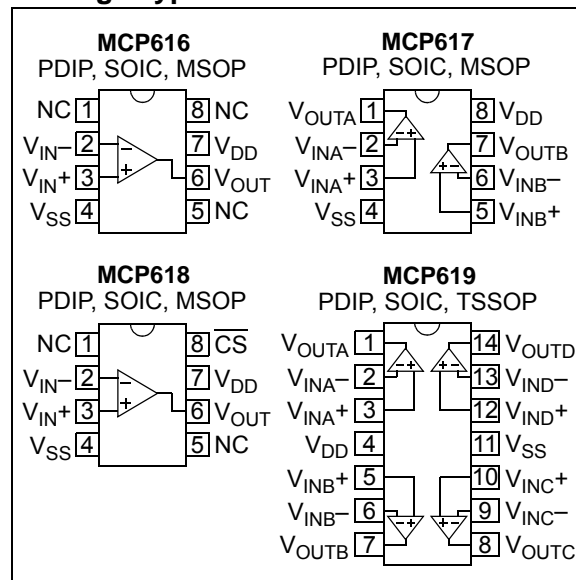 MCP616
PDIP, SOIC, MSOP
NC 1 8 NC
VIN– 2 7 VDD
VIN+ 3 6 VOUT
VSS 4 5 NC
MCP617
PDIP, SOIC, MSOP
VOUTA 1 8 VDD
VINA– 2 7 VOUTB
VINA+ 3 6 VINB–
VSS 4 5 VINB+
MCP618
PDIP, SOIC, MSOP
NC 1 8 C̅S̅
VIN– 2 7 VDD
VIN+ 3 6 VOUT
VSS 4 5 NC
MCP619
PDIP, SOIC, TSSOP
VOUTA 1 14 VOUTD
VINA– 2 13 VIND–
VINA+ 3 12 VIND+
VDD 4 11 VSS
VINB+ 5 10 VINC+
VINB– 6 9 VINC–
VOUTB 7 8 VOUTC